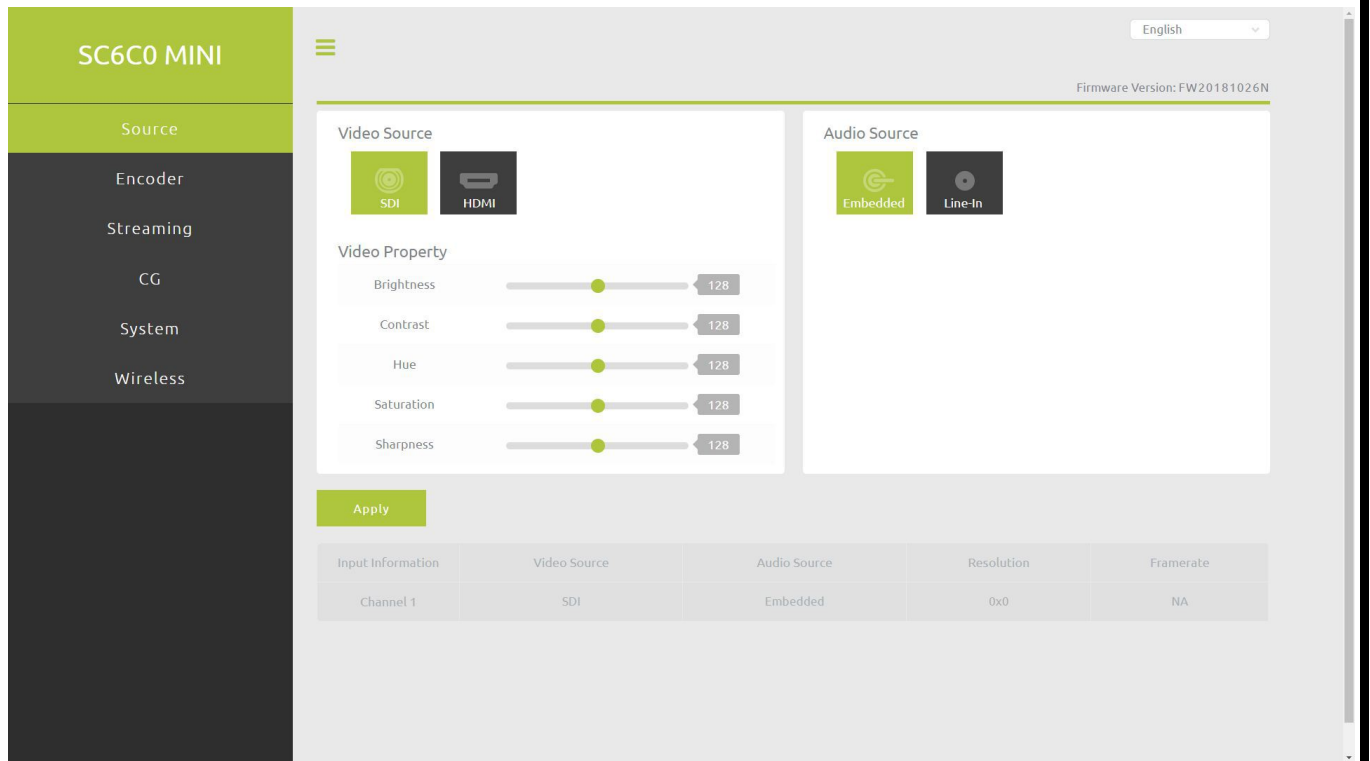 SC6C0 MINI
English
Firmware Version: FW20181026N
Source
Encoder
Streaming
CG
System
Wireless
Video Source
SDI
HDMI
Video Property
Brightness 128
Contrast 128
Hue 128
Saturation 128
Sharpness 128
Audio Source
Embedded
Line-In
Apply
Input Information Video Source Audio Source Resolution Framerate
Channel 1 SDI Embedded 0x0 NA